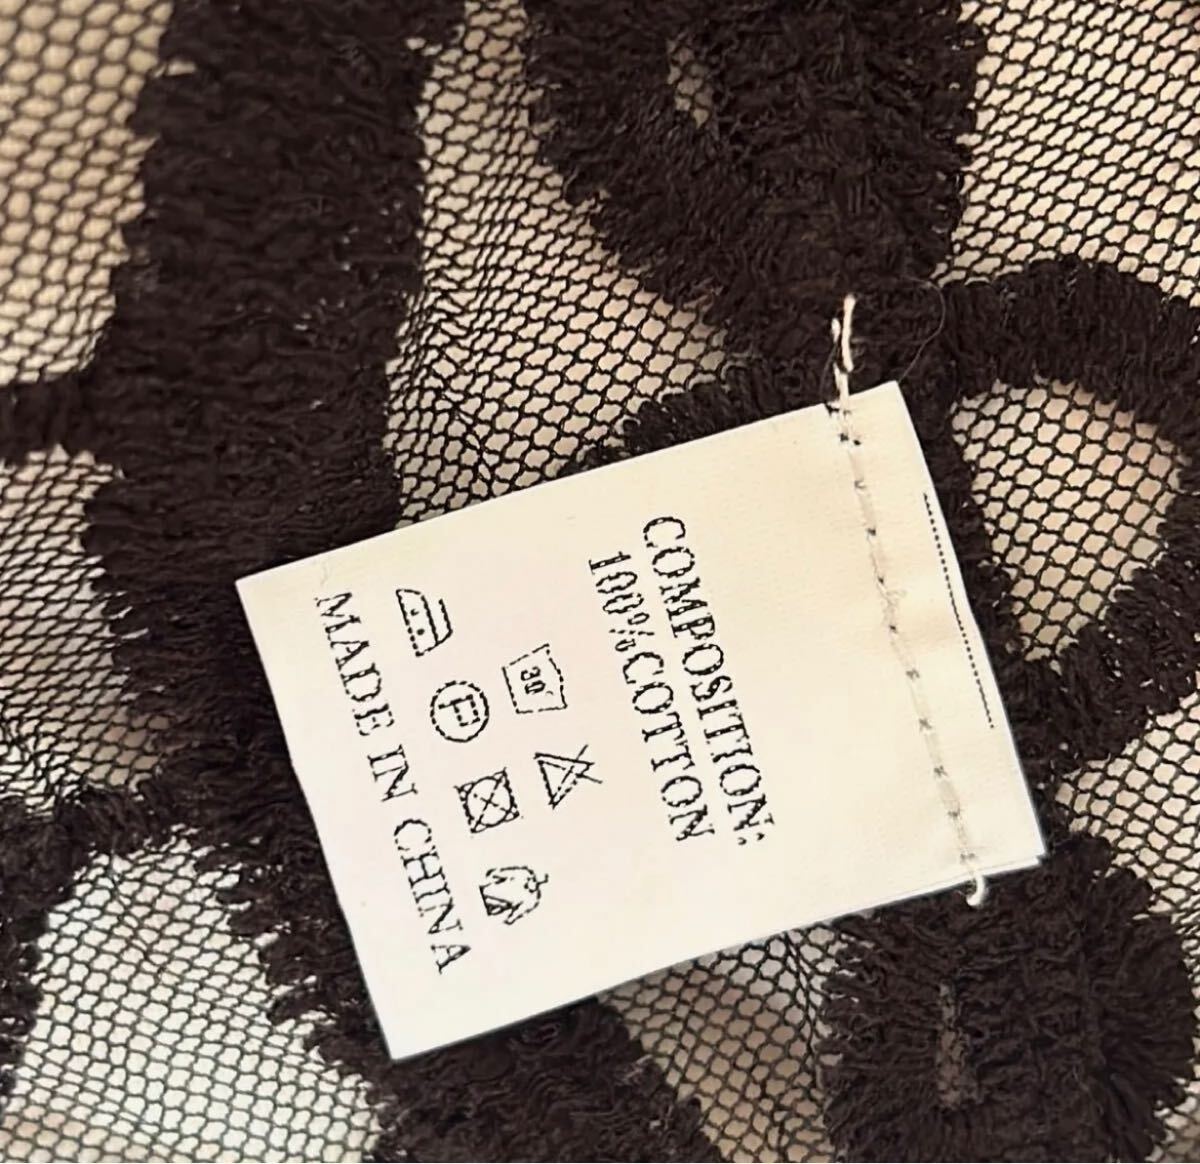 COMPOSITION:
100%COTTON
30°
P
MADE IN CHINA